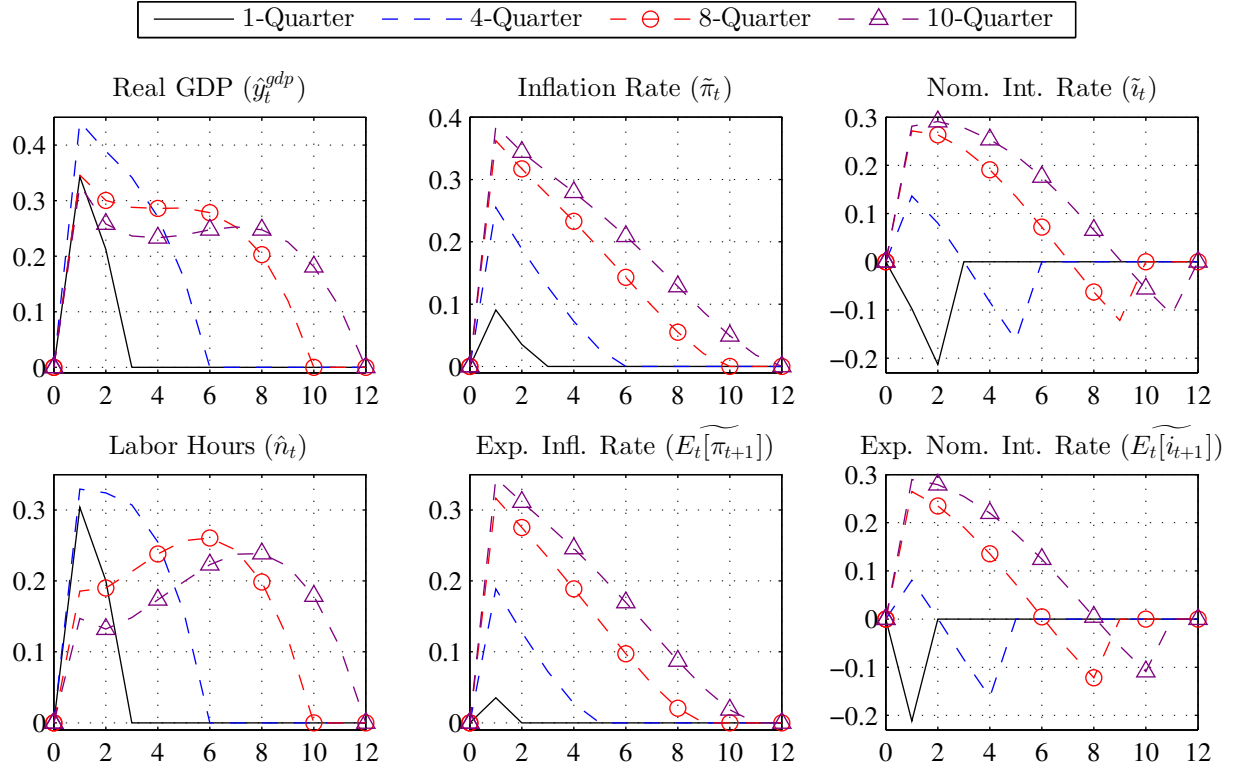 1-Quarter 4-Quarter 8-Quarter 10-Quarter
Real GDP (ŷ_t^{gdp})
0.4
0.3
0.2
0.1
0
0 2 4 6 8 10 12
Inflation Rate (π̃_t)
0.4
0.3
0.2
0.1
0
0 2 4 6 8 10 12
Nom. Int. Rate (ı̃_t)
0.3
0.2
0.1
0
−0.1
−0.2
0 2 4 6 8 10 12
Labor Hours (n̂_t)
0.3
0.2
0.1
0
0 2 4 6 8 10 12
Exp. Infl. Rate (\widetilde{E_t[π_{t+1}]})
0.3
0.2
0.1
0
0 2 4 6 8 10 12
Exp. Nom. Int. Rate (\widetilde{E_t[i_{t+1}]})
0.3
0.2
0.1
0
−0.1
−0.2
0 2 4 6 8 10 12